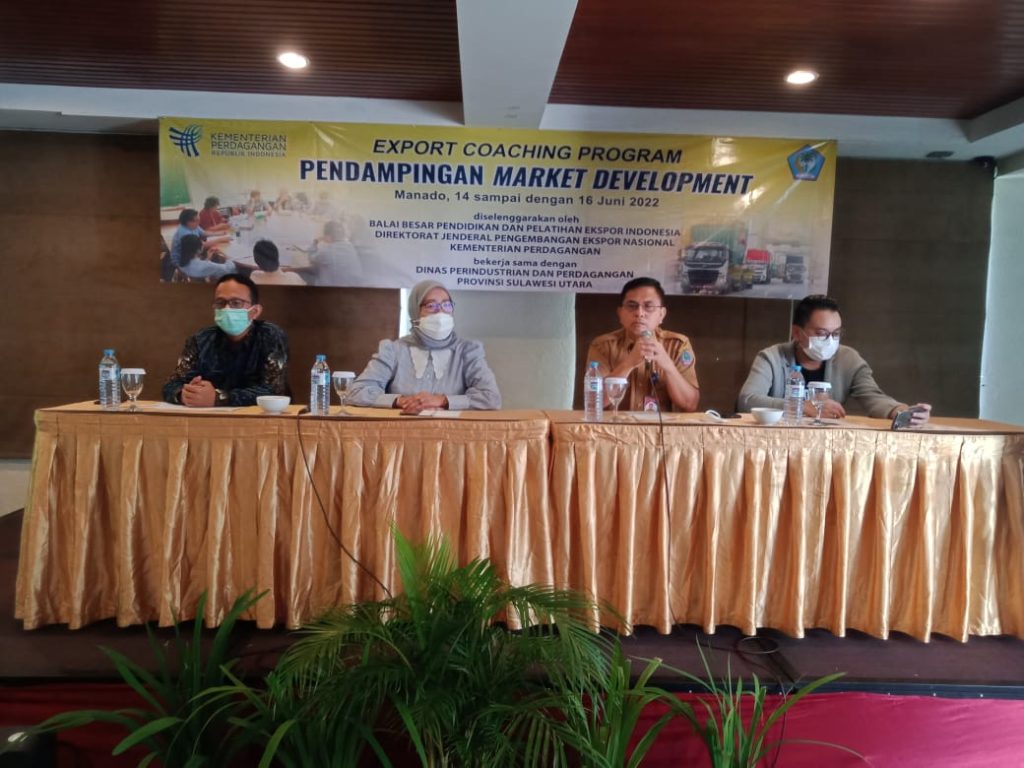 KEMENTERIAN
PERDAGANGAN
REPUBLIK INDONESIA
EXPORT COACHING PROGRAM
PENDAMPINGAN MARKET DEVELOPMENT
Manado, 14 sampai dengan 16 Juni 2022
diselenggarakan oleh
BALAI BESAR PENDIDIKAN DAN PELATIHAN EKSPOR INDONESIA
DIREKTORAT JENDERAL PENGEMBANGAN EKSPOR NASIONAL
KEMENTERIAN PERDAGANGAN
bekerja sama dengan
DINAS PERINDUSTRIAN DAN PERDAGANGAN
PROVINSI SULAWESI UTARA